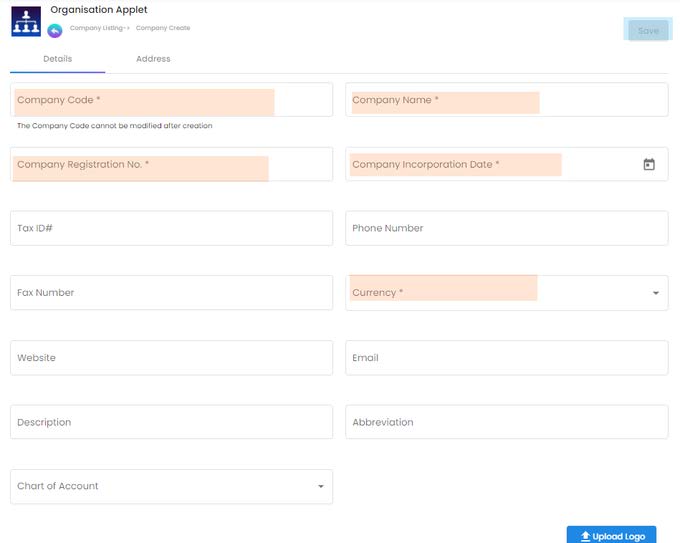 Organisation Applet
Company Listing-> Company Create
Save
Details Address
Company Code * Company Name *
The Company Code cannot be modified after creation
Company Registration No. * Company Incorporation Date *
Tax ID# Phone Number
Fax Number Currency *
Website Email
Description Abbreviation
Chart of Account
Upload Logo